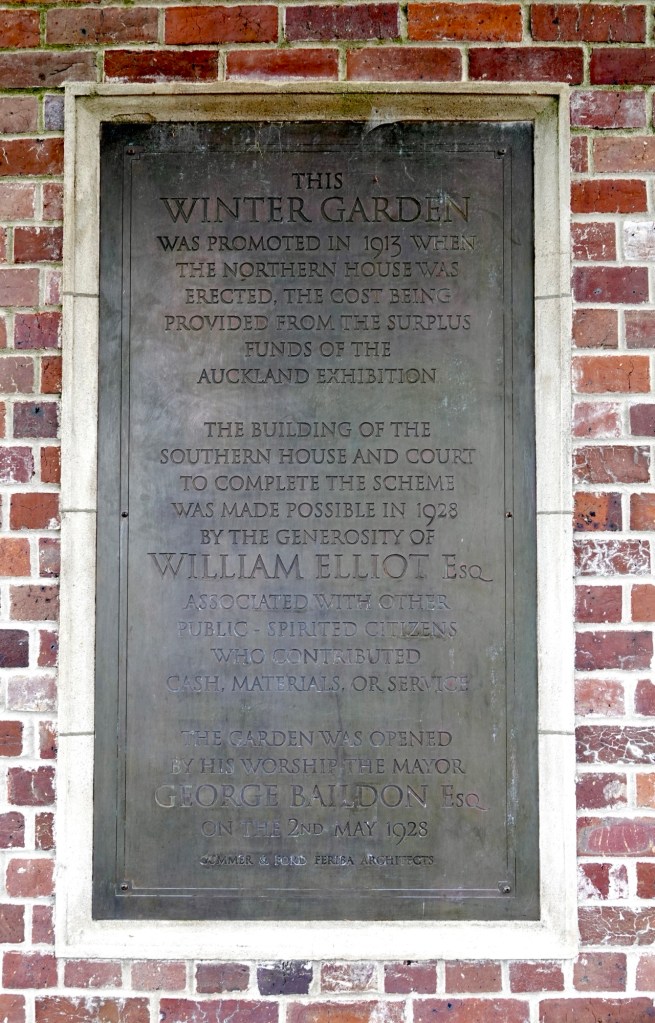 THIS
WINTER GARDEN
WAS PROMOTED IN 1913 WHEN
THE NORTHERN HOUSE WAS
ERECTED, THE COST BEING
PROVIDED FROM THE SURPLUS
FUNDS OF THE
AUCKLAND EXHIBITION
THE BUILDING OF THE
SOUTHERN HOUSE AND COURT
TO COMPLETE THE SCHEME
WAS MADE POSSIBLE IN 1928
BY THE GENEROSITY OF
WILLIAM ELLIOT ESQ
ASSOCIATED WITH OTHER
PUBLIC - SPIRITED CITIZENS
WHO CONTRIBUTED
CASH, MATERIALS, OR SERVICE
THE GARDEN WAS OPENED
BY HIS WORSHIP THE MAYOR
GEORGE BAILDON ESQ
ON THE 2ND MAY 1928
GUMMER & FORD FERIBA ARCHITECTS